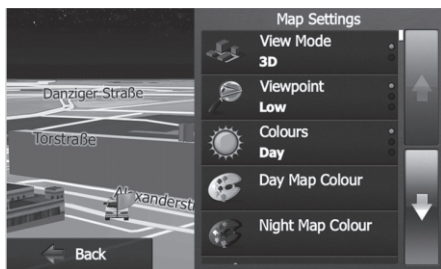 Map Settings
View Mode
3D
Viewpoint
Low
Colours
Day
Day Map Colour
Night Map Colour
Danziger Straße
Torstraße
Alexanderst
Back